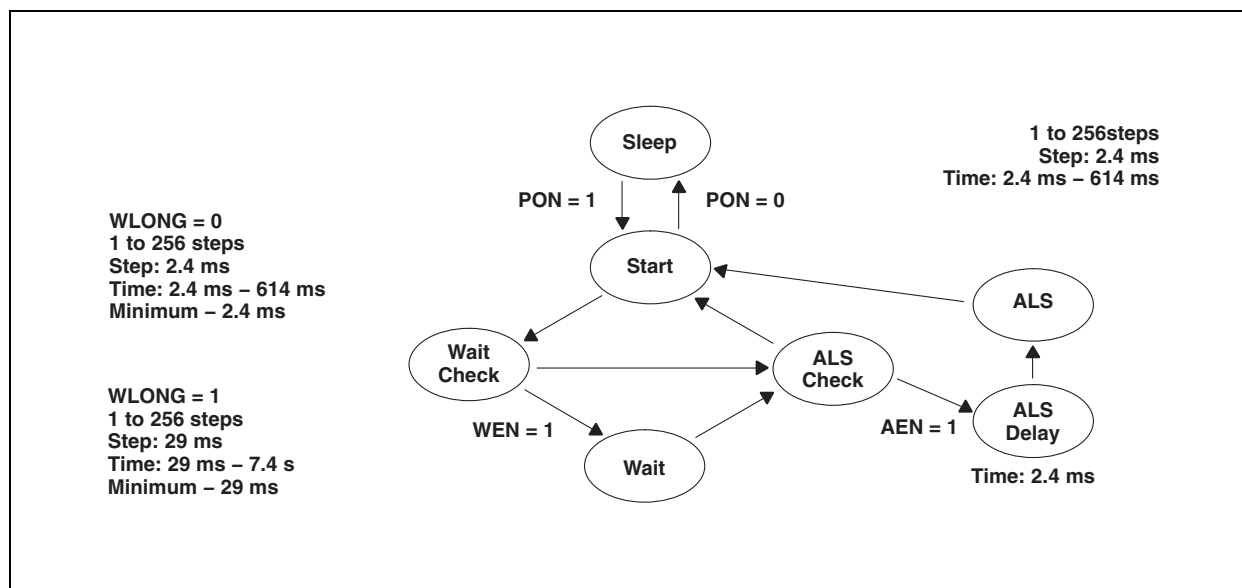 Sleep
1 to 256steps
Step: 2.4 ms
Time: 2.4 ms – 614 ms
PON = 1
PON = 0
WLONG = 0
1 to 256 steps
Step: 2.4 ms
Time: 2.4 ms – 614 ms
Minimum – 2.4 ms
Start
ALS
Wait
Check
ALS
Check
WLONG = 1
1 to 256 steps
Step: 29 ms
Time: 29 ms – 7.4 s
Minimum – 29 ms
WEN = 1
AEN = 1
ALS
Delay
Wait
Time: 2.4 ms